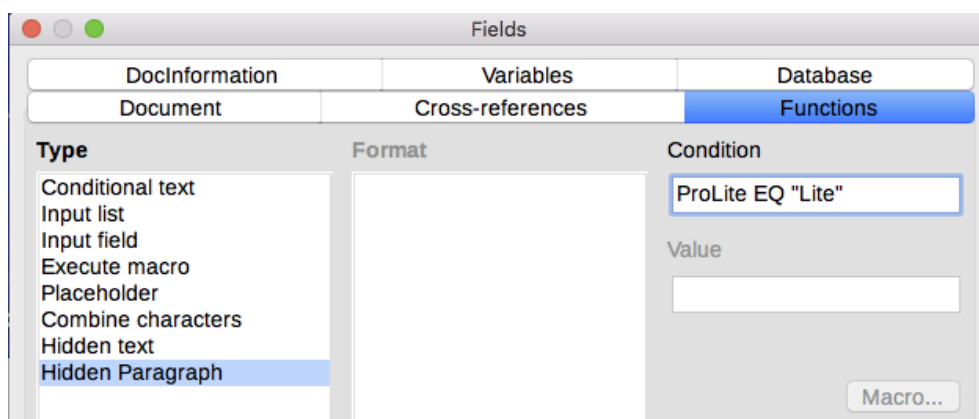 Fields
DocInformation
Variables
Database
Document
Cross-references
Functions
Type
Conditional text
Input list
Input field
Execute macro
Placeholder
Combine characters
Hidden text
Hidden Paragraph
Format
Condition
ProLite EQ "Lite"
Value
Macro...